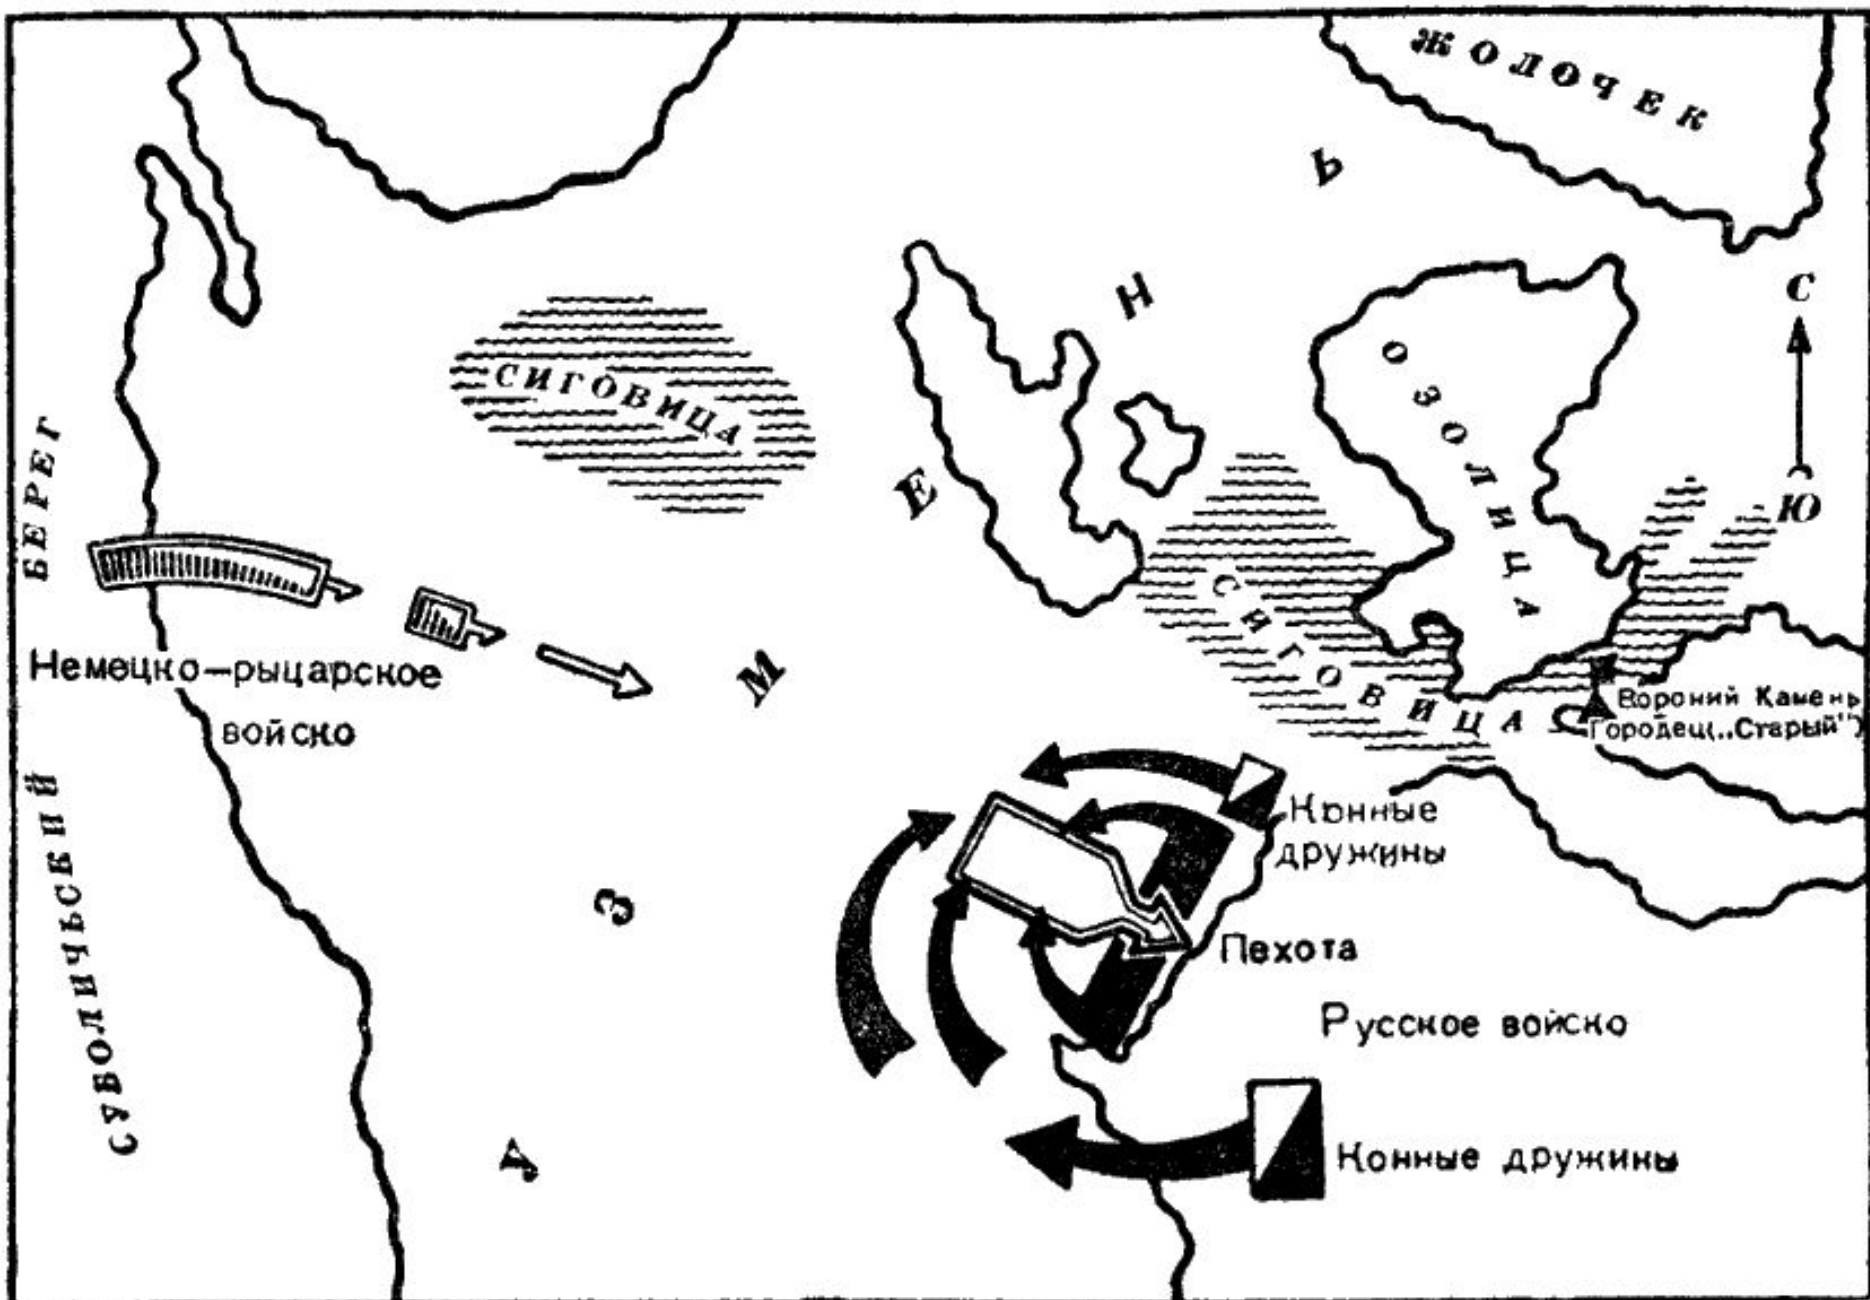 ЖОЛОЧЕК
УЗМЕНЬ
С
Ю
СИГОВИЦА
ОЗОЛИЦА
СИГОВИЦА
СУБОЛИЧЬСКИЙ БЕРЕГ
Немецко-рыцарское
войско
Вороний Камень
Городец(„Старый")
Конные
дружины
Пехота
Русское войско
Конные дружины